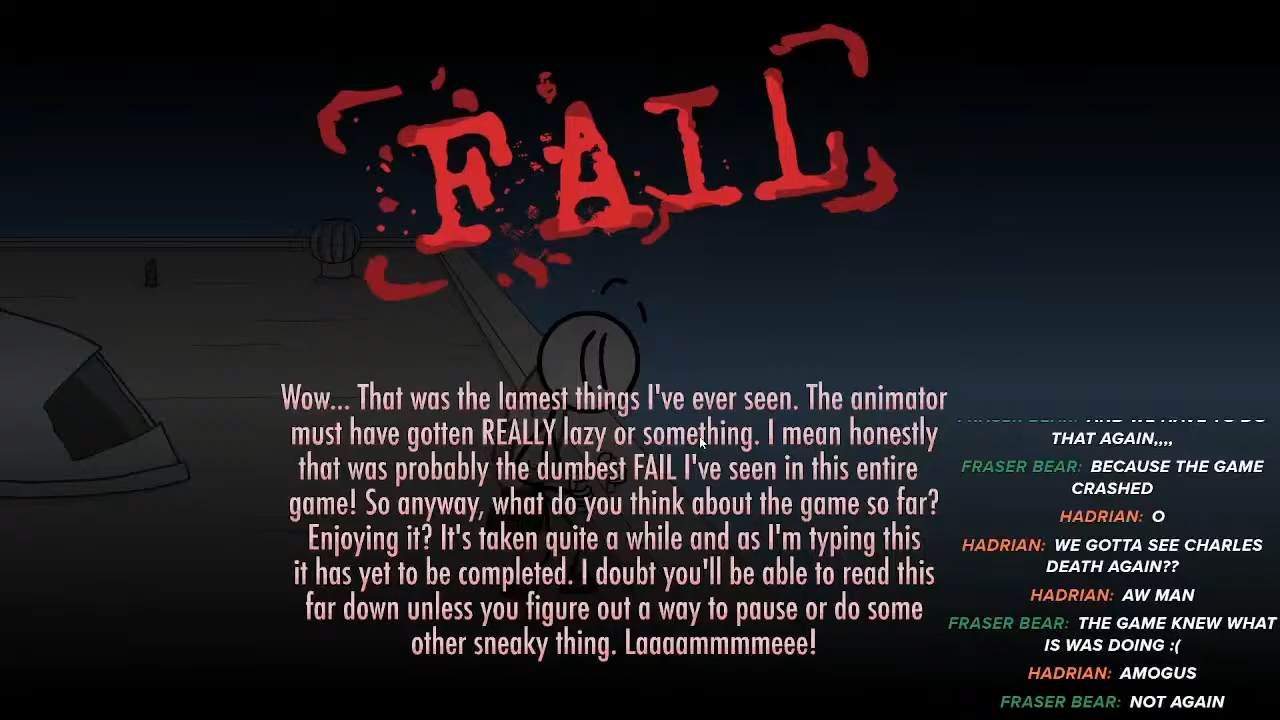 FAIL
Wow... That was the lamest things I've ever seen. The animator
must have gotten REALLY lazy or something. I mean honestly
that was probably the dumbest FAIL I've seen in this entire
game! So anyway, what do you think about the game so far?
Enjoying it? It's taken quite a while and as I'm typing this
it has yet to be completed. I doubt you'll be able to read this
far down unless you figure out a way to pause or do some
other sneaky thing. Laaaammmmeee!
THAT AGAIN,,,,
FRASER BEAR: BECAUSE THE GAME
CRASHED
HADRIAN: O
HADRIAN: WE GOTTA SEE CHARLES
DEATH AGAIN??
HADRIAN: AW MAN
FRASER BEAR: THE GAME KNEW WHAT
IS WAS DOING :(
HADRIAN: AMOGUS
FRASER BEAR: NOT AGAIN